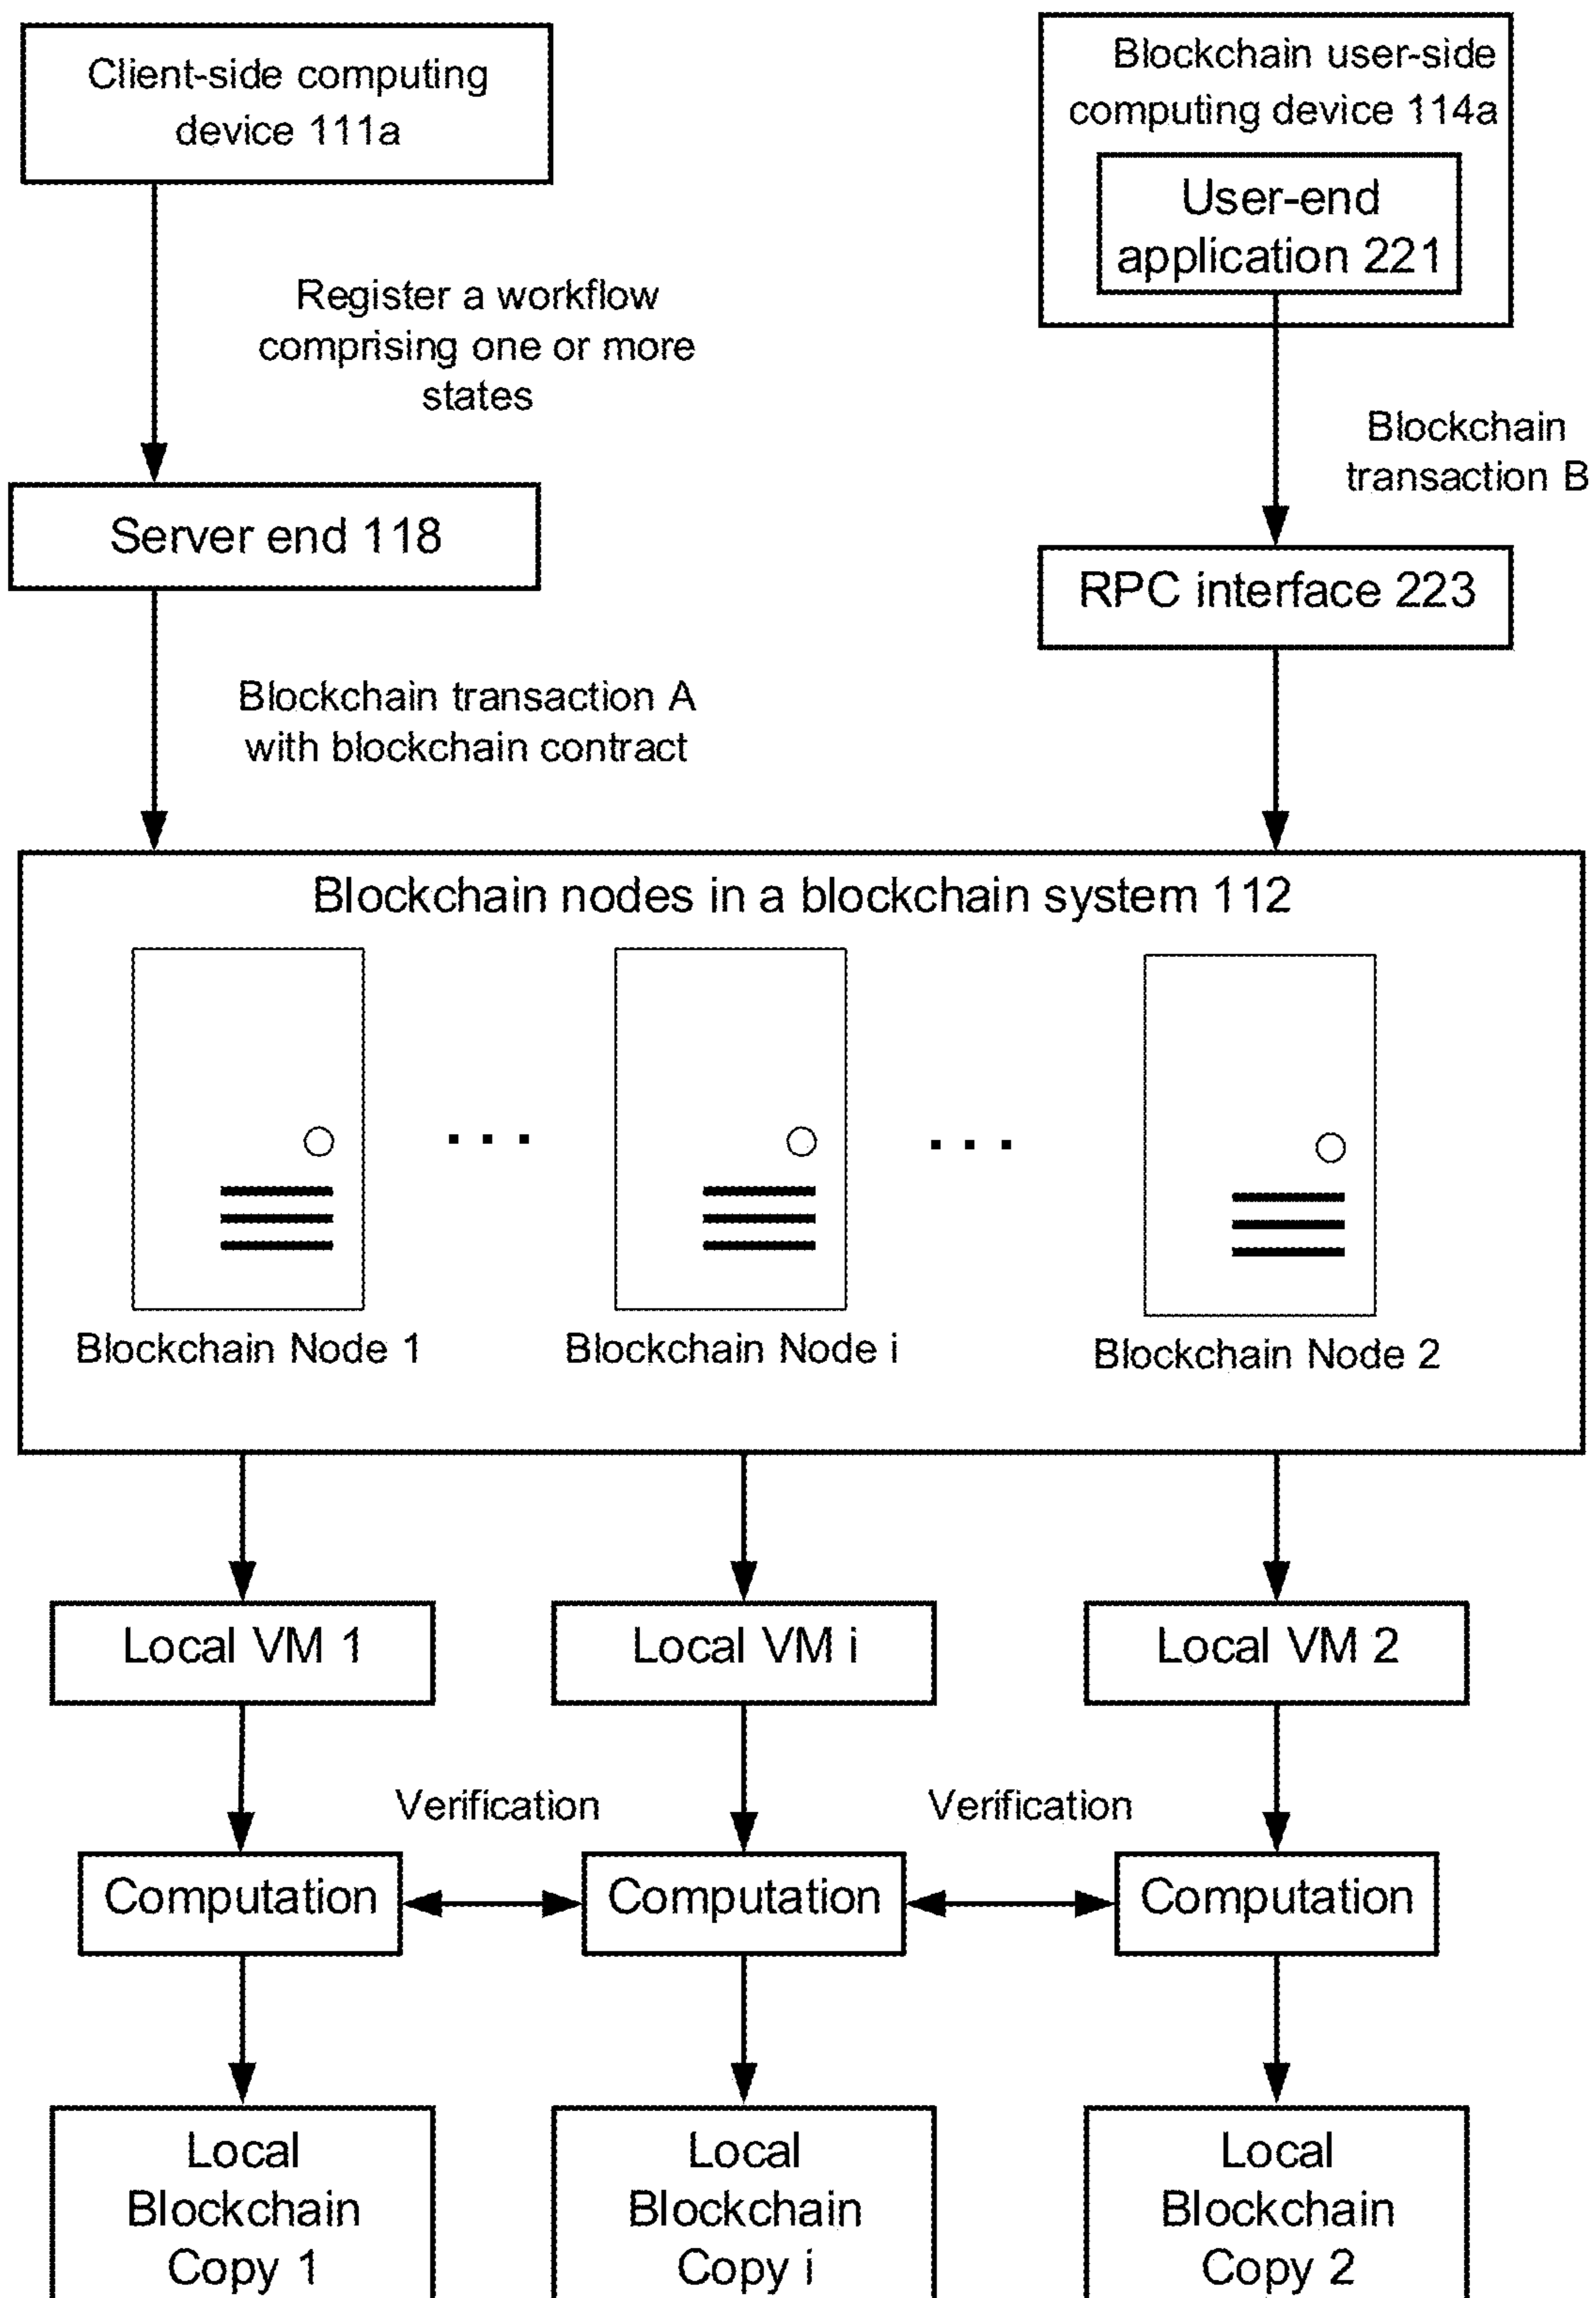 Client-side computing
device 111a
Blockchain user-side
computing device 114a
User-end
application 221
Register a workflow
comprising one or more
states
Blockchain
transaction B
Server end 118
RPC interface 223
Blockchain transaction A
with blockchain contract
Blockchain nodes in a blockchain system 112
. . .
. . .
Blockchain Node 1
Blockchain Node i
Blockchain Node 2
Local VM 1
Local VM i
Local VM 2
Verification
Verification
Computation
Computation
Computation
Local
Blockchain
Copy 1
Local
Blockchain
Copy i
Local
Blockchain
Copy 2